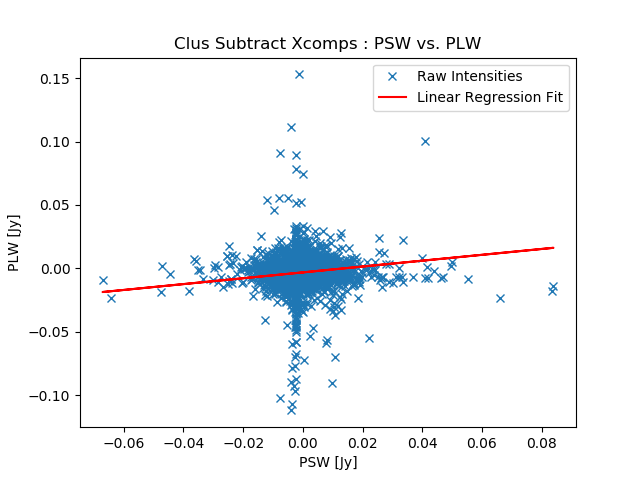 Clus Subtract Xcomps : PSW vs. PLW
Raw Intensities
Linear Regression Fit
0.15
0.10
0.05
0.00
−0.05
−0.10
PLW [Jy]
−0.06 −0.04 −0.02 0.00 0.02 0.04 0.06 0.08
PSW [Jy]